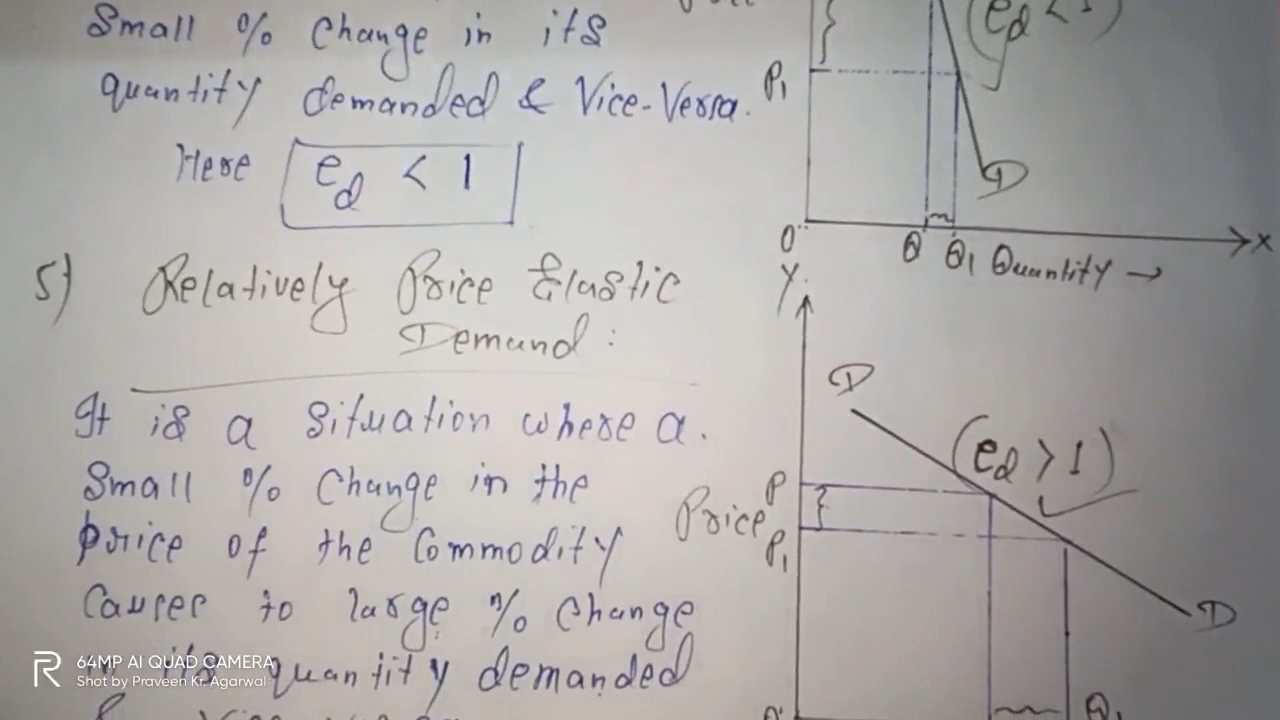 Small % Change in its
quantity demanded & Vice-Versa.
Here ed < 1
5) Relatively Price Elastic
Demand :
It is a Situation where a.
Small % Change in the
price of the Commodity
Causes to large % Change
its quantity demanded
(ed < 1)
P1
D
O
Q Q1 Quantity →
X
Y
D
(ed > 1)
P
Price
P1
D
Q1
64MP AI QUAD CAMERA
Shot by Praveen Kr. Agarwal